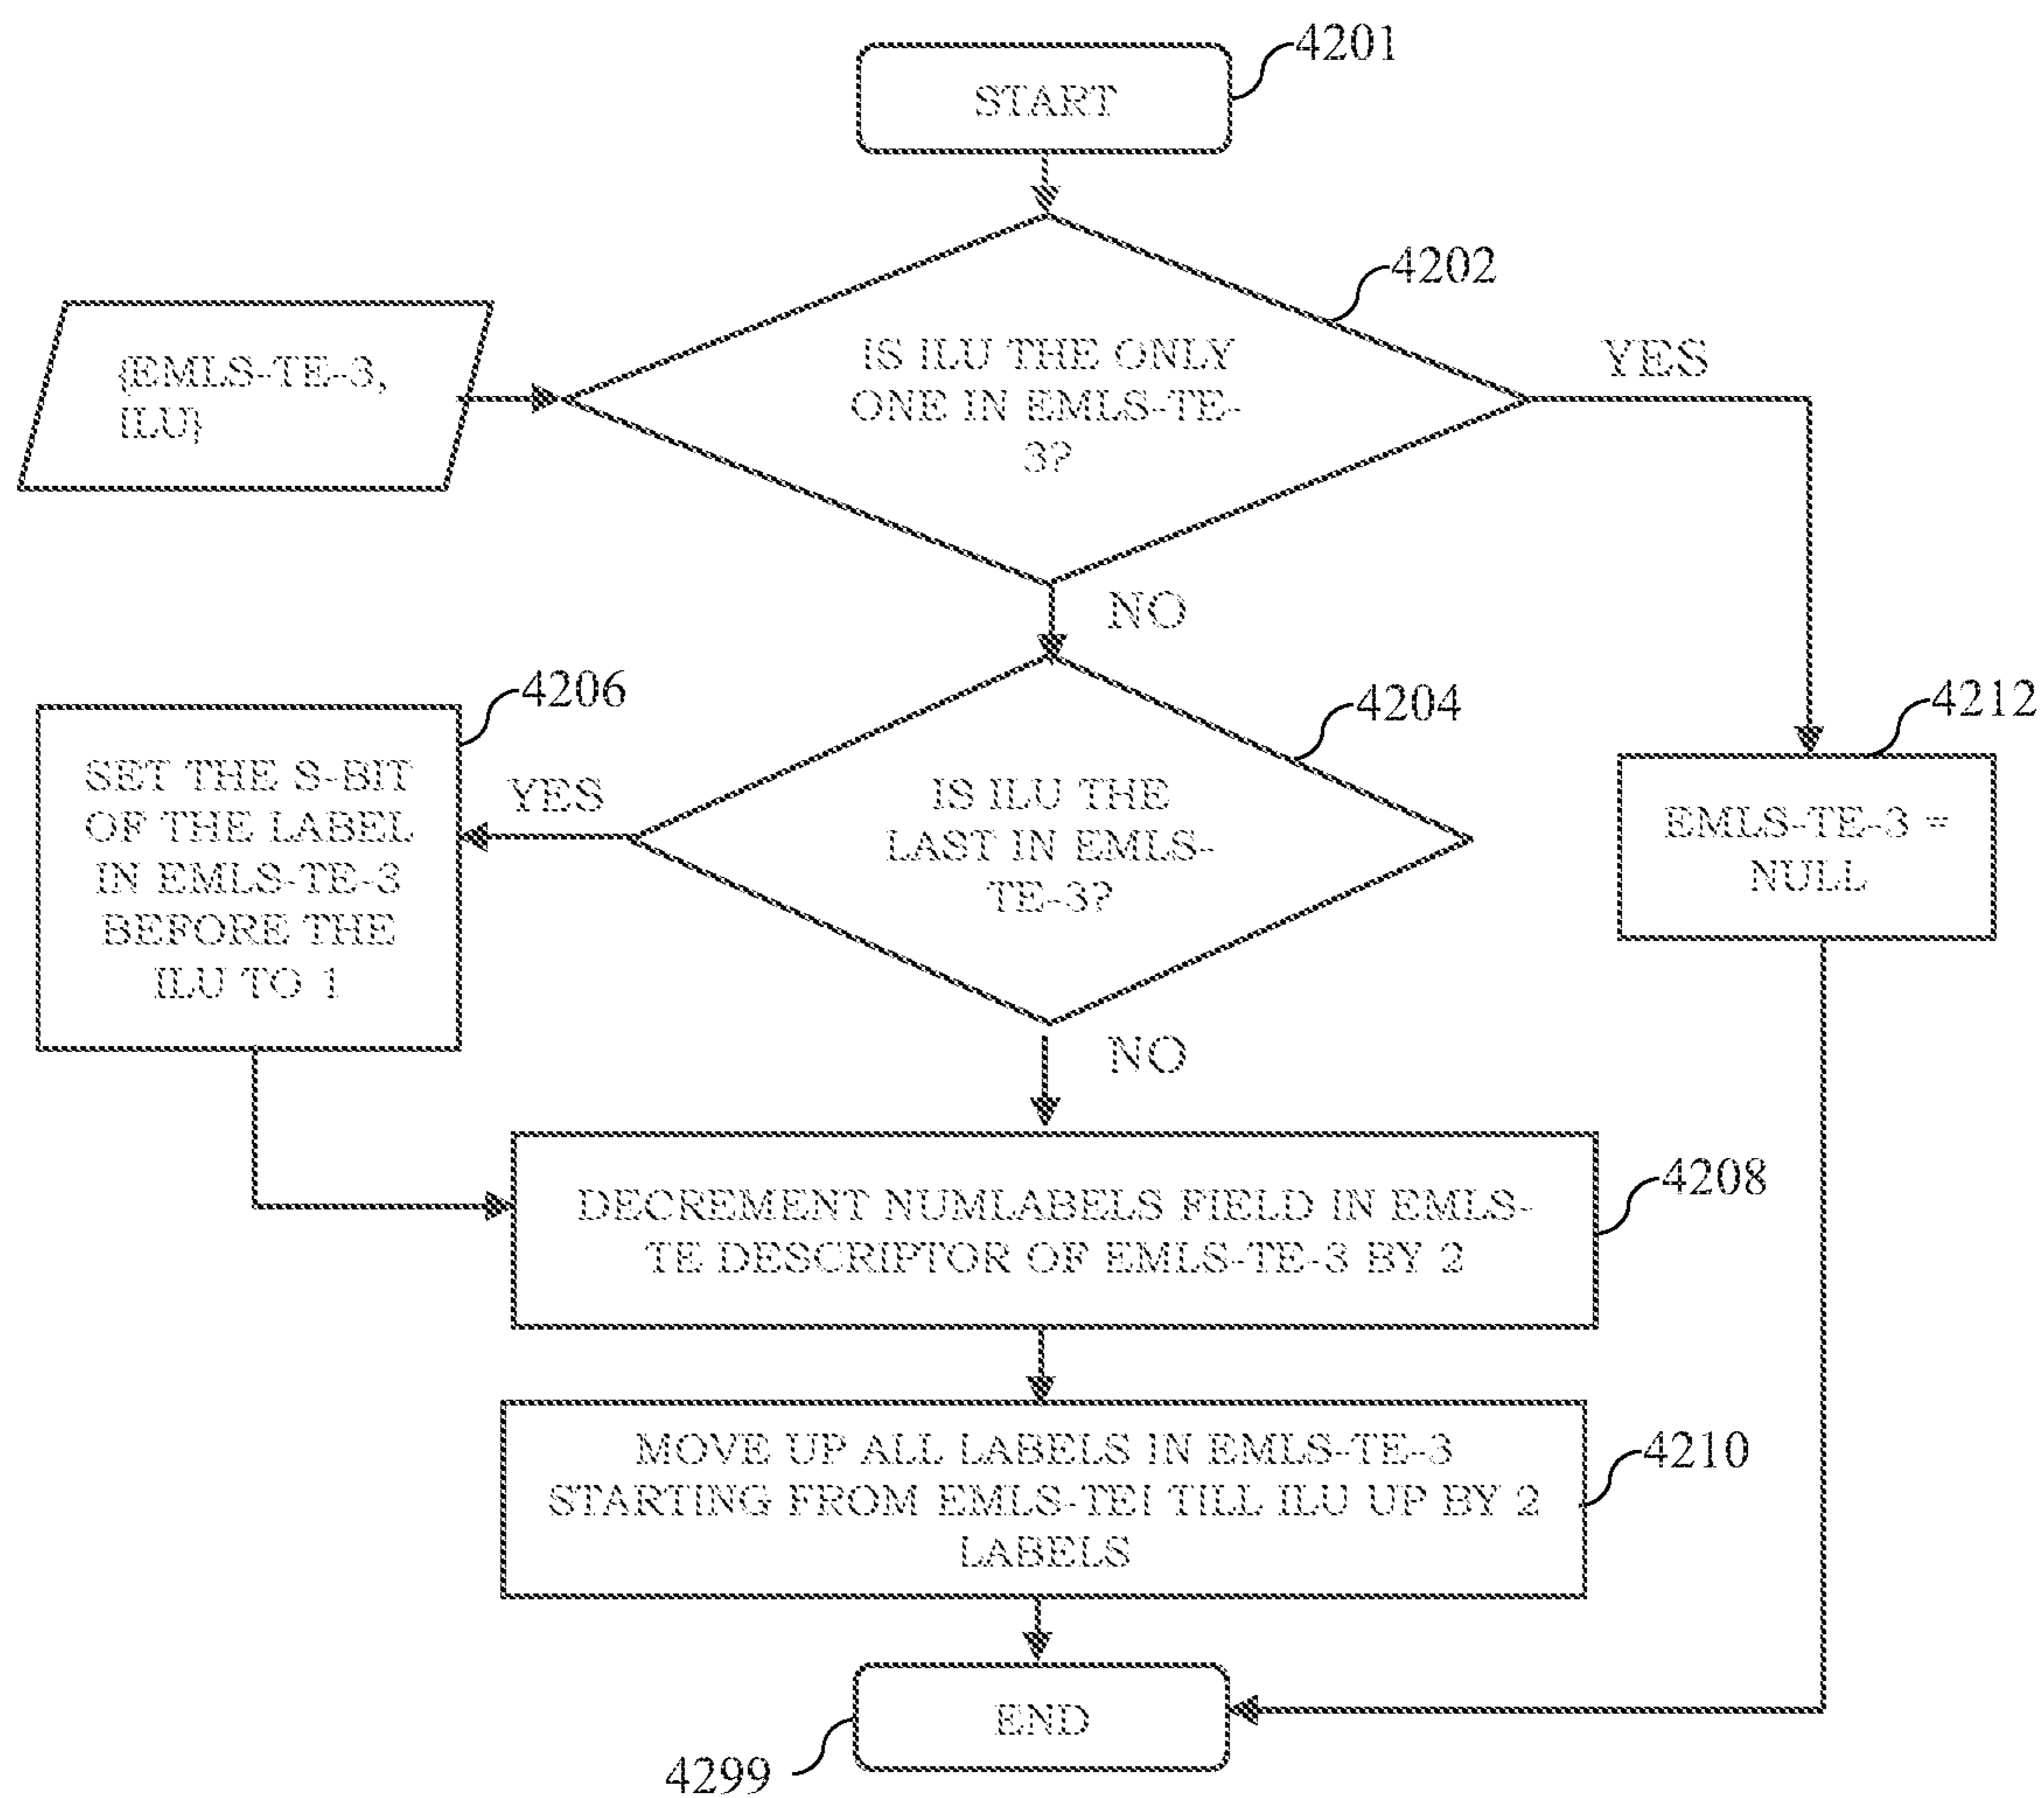 4201
START
4202
{EMLS-TE-3,
ILU}
IS ILU THE ONLY
ONE IN EMLS-TE-
3?
YES
NO
4206
4204
4212
SET THE S-BIT
OF THE LABEL
IN EMLS-TE-3
BEFORE THE
ILU TO 1
YES
IS ILU THE
LAST IN EMLS-
TE-3?
EMLS-TE-3 =
NULL
NO
4208
DECREMENT NUMLABELS FIELD IN EMLS-
TE DESCRIPTOR OF EMLS-TE-3 BY 2
4210
MOVE UP ALL LABELS IN EMLS-TE-3
STARTING FROM EMLS-TEI TILL ILU UP BY 2
LABELS
END
4299